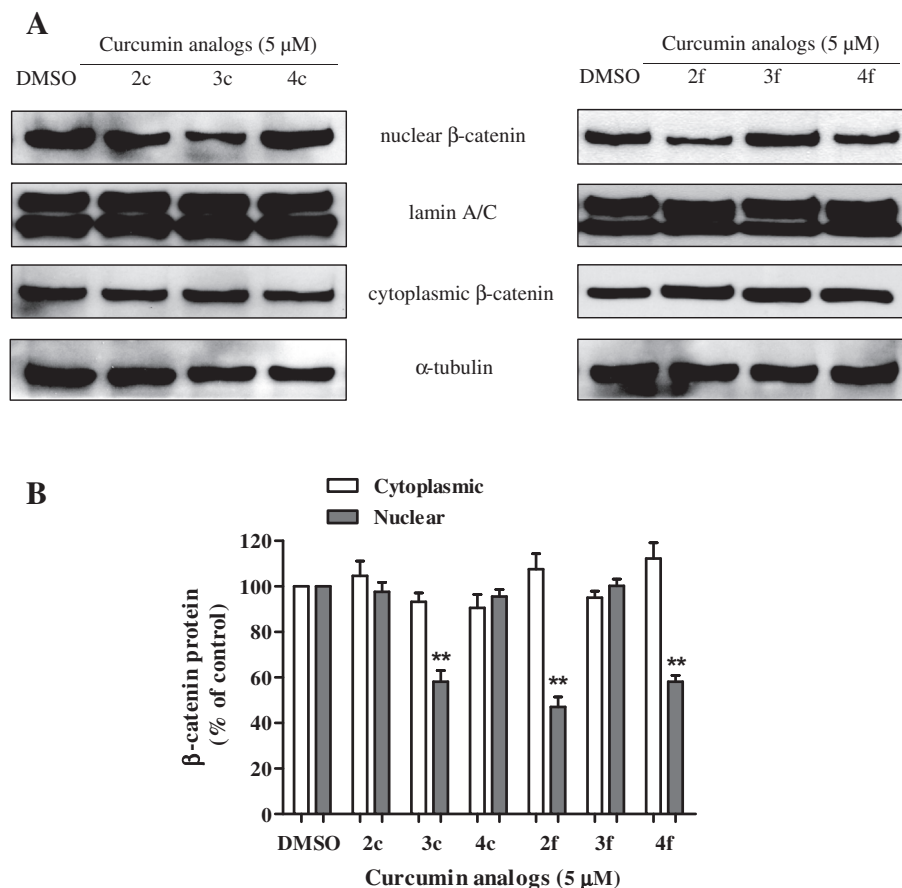 A
Curcumin analogs (5 μM)
DMSO 2c 3c 4c
Curcumin analogs (5 μM)
DMSO 2f 3f 4f
nuclear β-catenin
lamin A/C
cytoplasmic β-catenin
α-tubulin
B
Cytoplasmic
Nuclear
β-catenin protein
(% of control)
120
100
80
60
40
20
0
** ** **
DMSO 2c 3c 4c 2f 3f 4f
Curcumin analogs (5 μM)